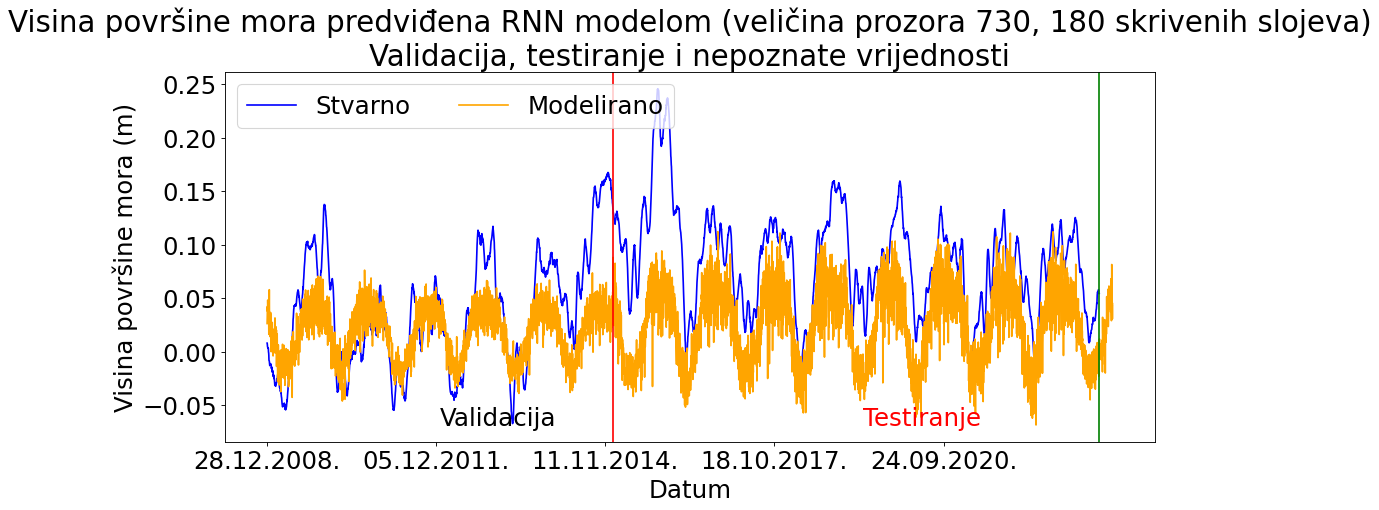 Visina površine mora predviđena RNN modelom (veličina prozora 730, 180 skrivenih slojeva)
Validacija, testiranje i nepoznate vrijednosti
Stvarno
Modelirano
Visina površine mora (m)
0.25
0.20
0.15
0.10
0.05
0.00
−0.05
Validacija
Testiranje
28.12.2008.
05.12.2011.
11.11.2014.
18.10.2017.
24.09.2020.
Datum